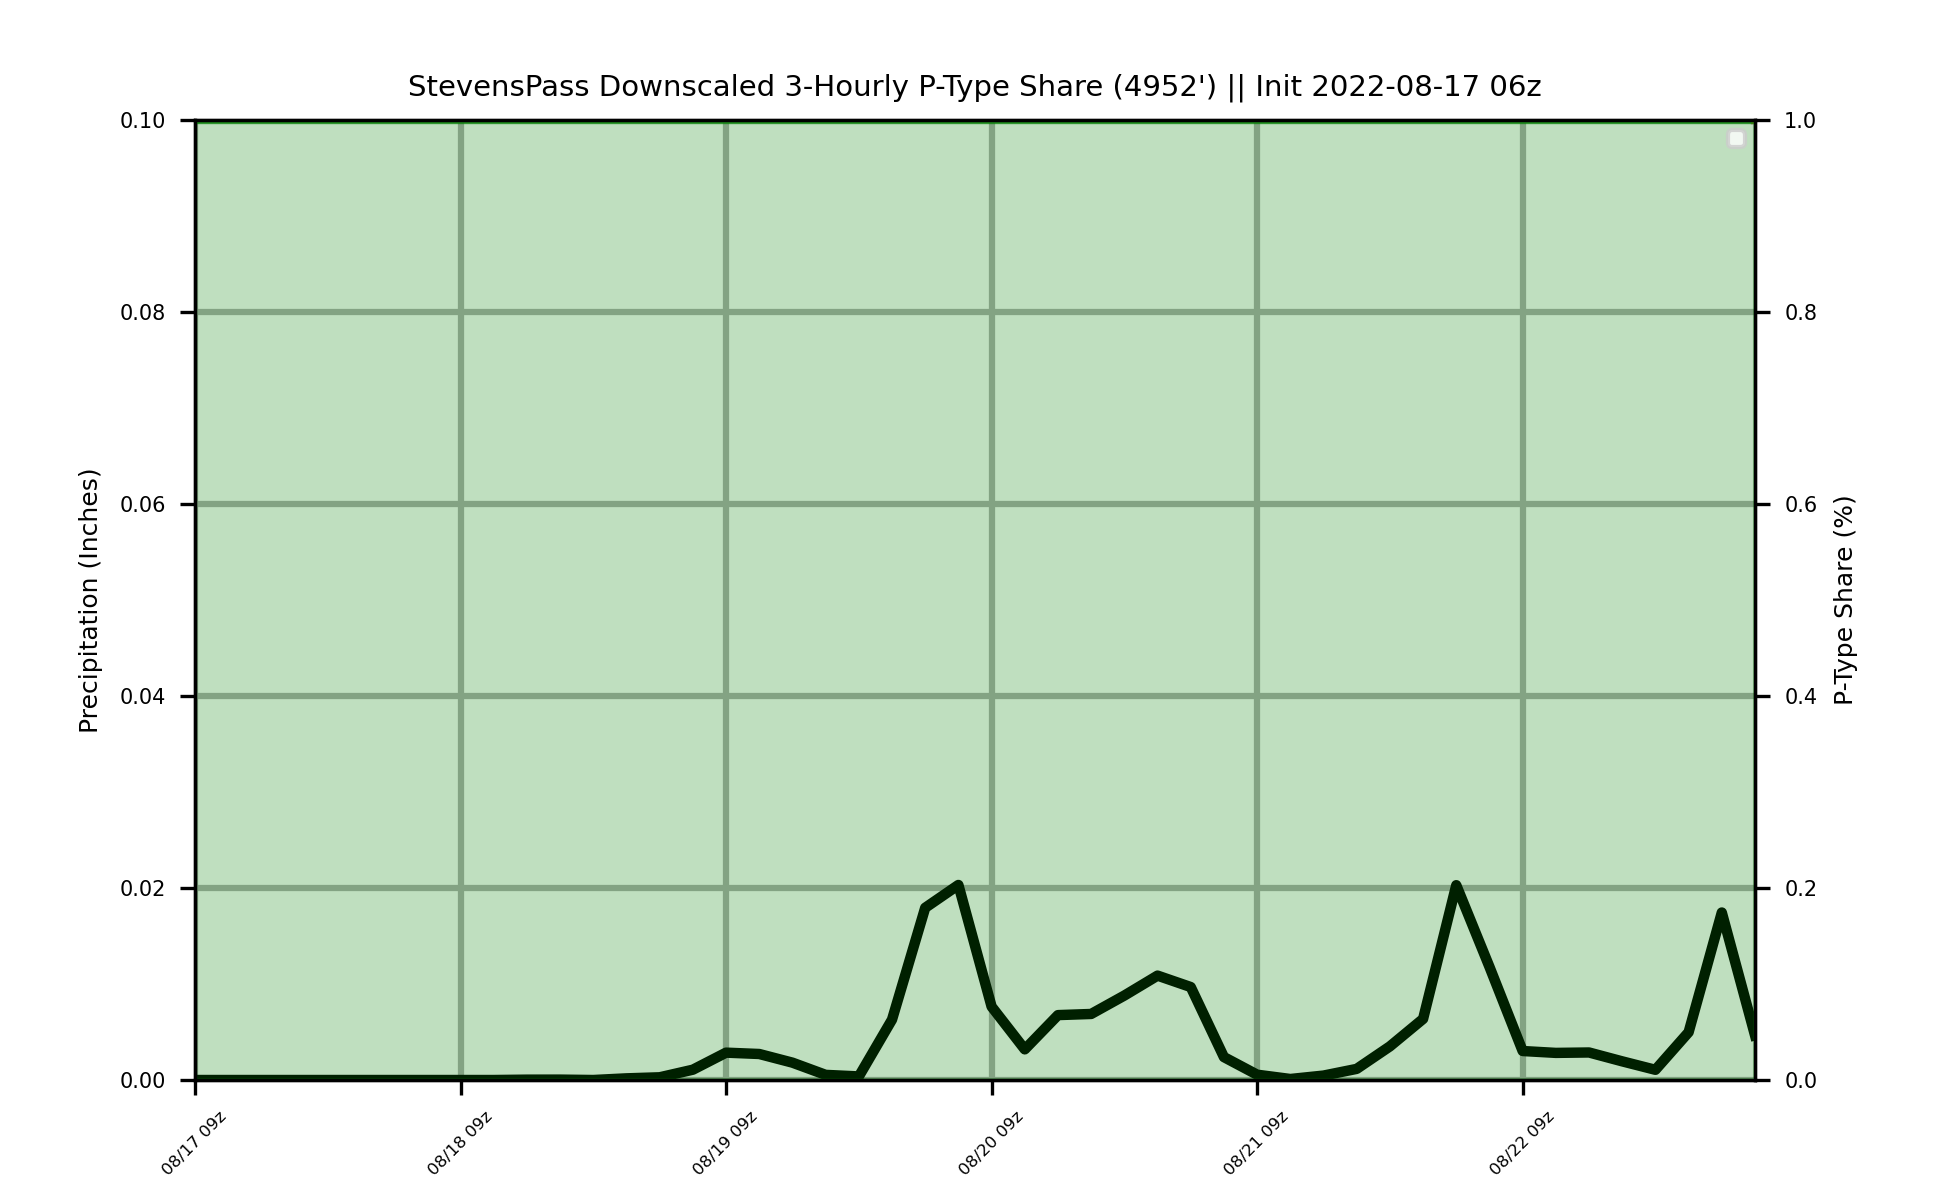 StevensPass Downscaled 3-Hourly P-Type Share (4952') || Init 2022-08-17 06z
0.10
0.08
0.06
0.04
0.02
0.00
Precipitation (Inches)
1.0
0.8
0.6
0.4
0.2
0.0
P-Type Share (%)
08/17 09z
08/18 09z
08/19 09z
08/20 09z
08/21 09z
08/22 09z